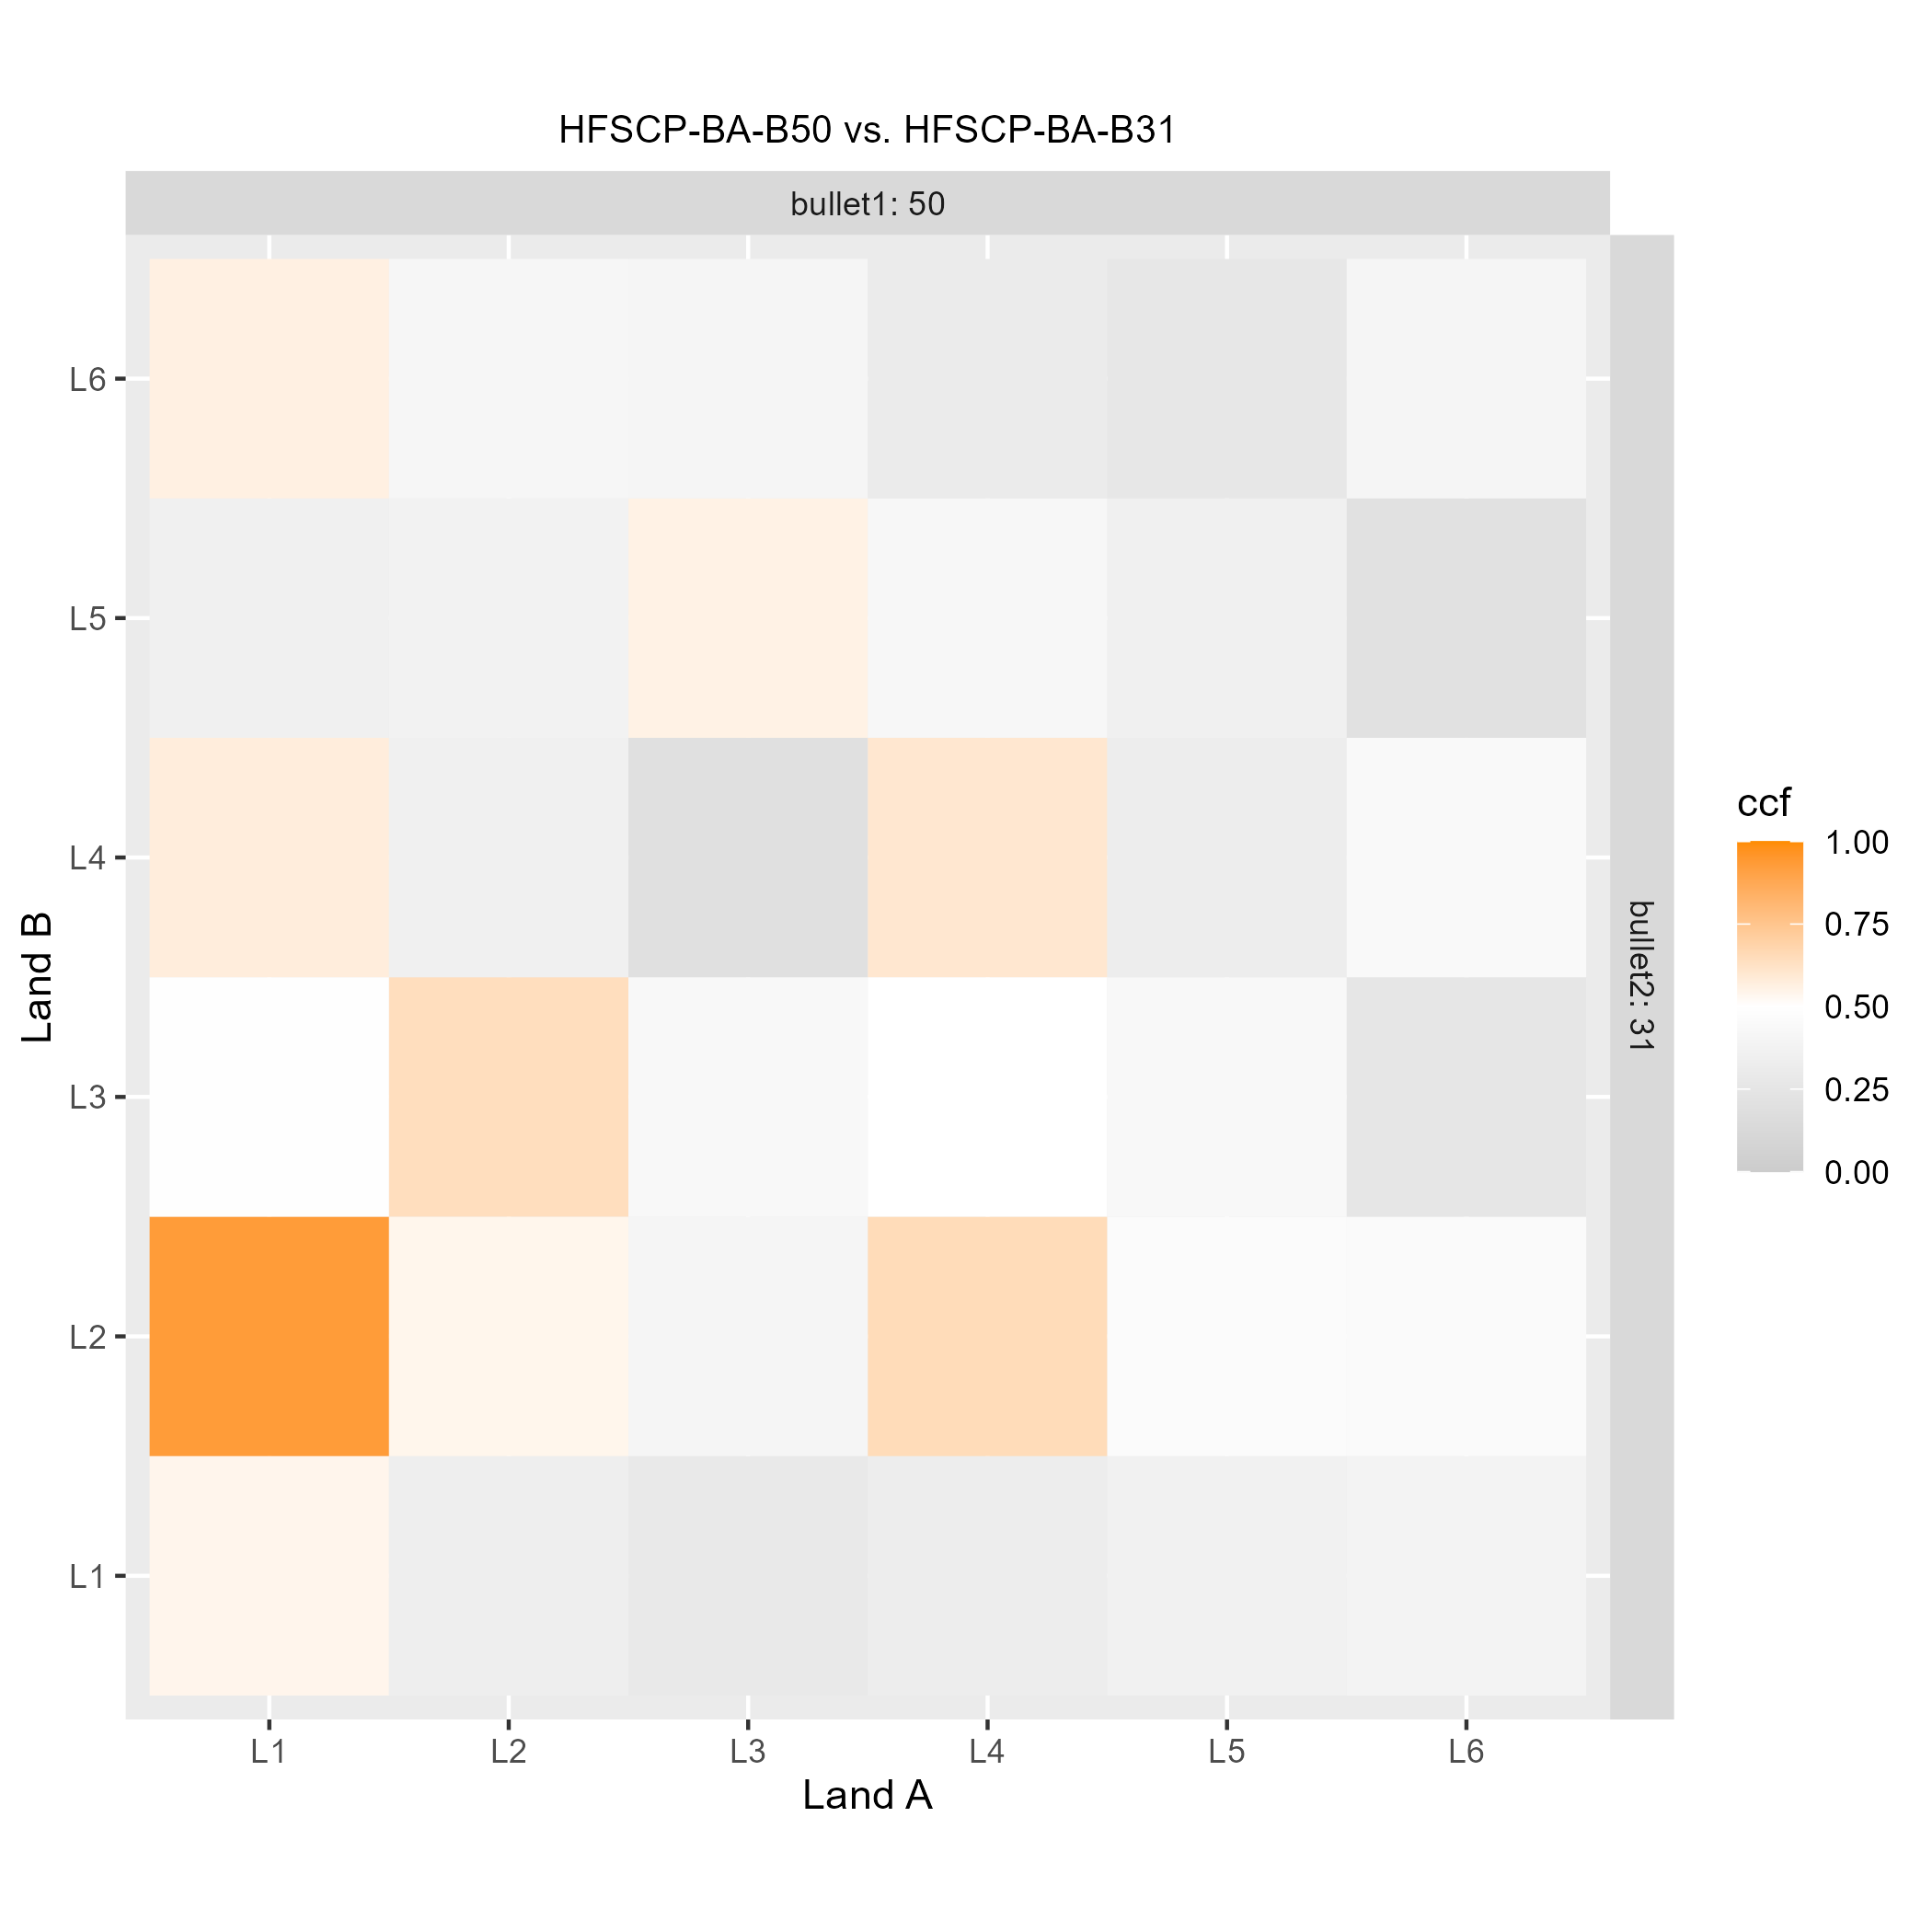 HFSCP-BA-B50 vs. HFSCP-BA-B31
bullet1: 50
L6
L5
L4
L3
L2
L1
Land B
bullet2: 31
L1 L2 L3 L4 L5 L6
Land A
ccf
1.00
0.75
0.50
0.25
0.00